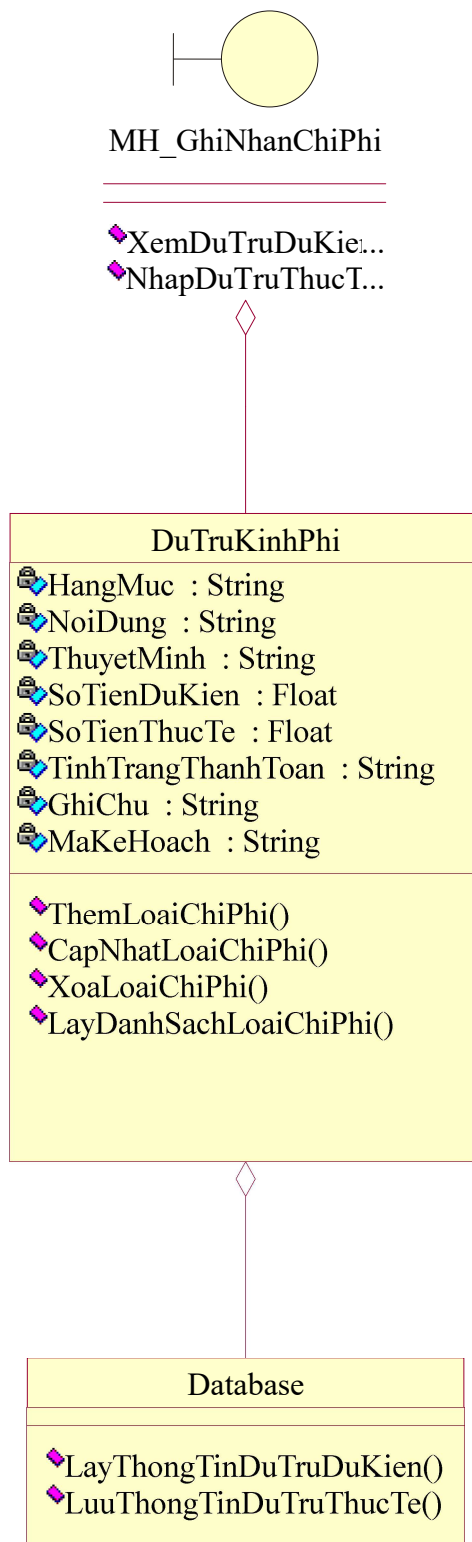 MH_GhiNhanChiPhi
XemDuTruDuKie...
NhapDuTruThucT...
DuTruKinhPhi
HangMuc : String
NoiDung : String
ThuyetMinh : String
SoTienDuKien : Float
SoTienThucTe : Float
TinhTrangThanhToan : String
GhiChu : String
MaKeHoach : String
ThemLoaiChiPhi()
CapNhatLoaiChiPhi()
XoaLoaiChiPhi()
LayDanhSachLoaiChiPhi()
Database
LayThongTinDuTruDuKien()
LuuThongTinDuTruThucTe()